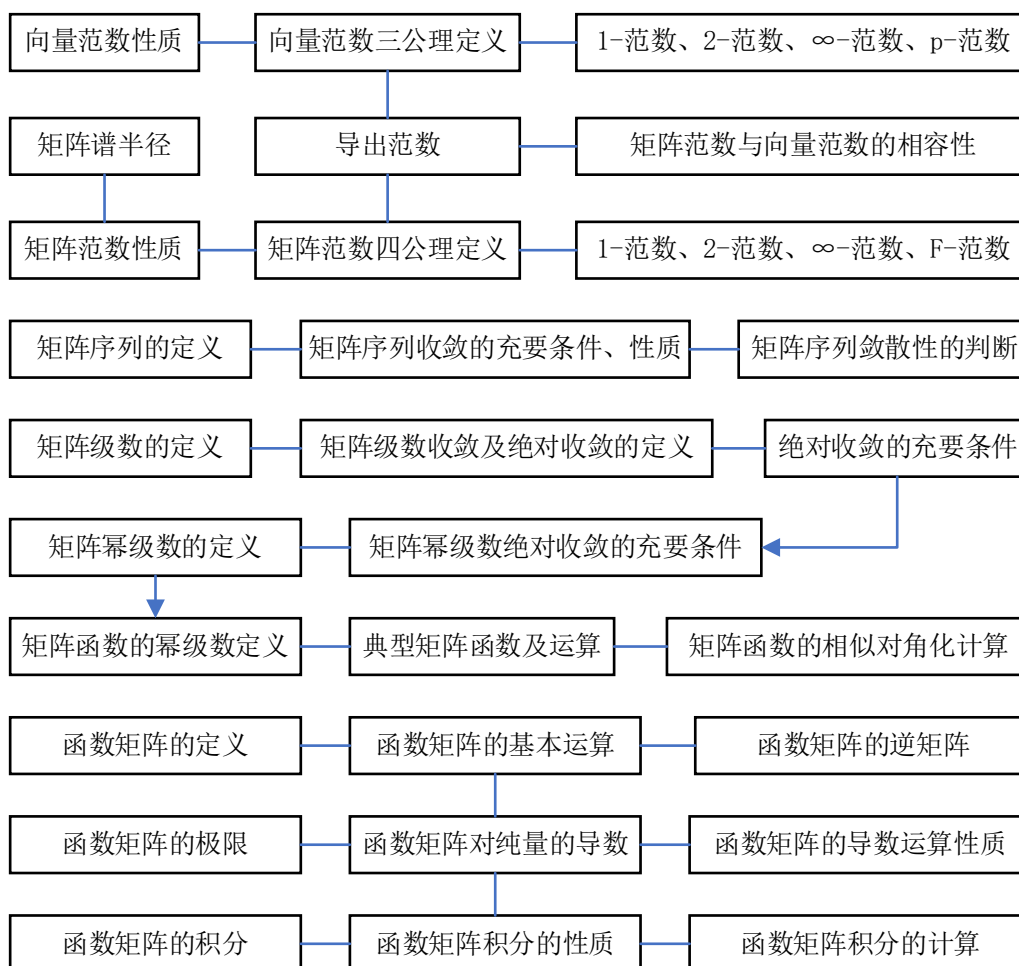 向量范数性质
向量范数三公理定义
1-范数、2-范数、∞-范数、p-范数
矩阵谱半径
导出范数
矩阵范数与向量范数的相容性
矩阵范数性质
矩阵范数四公理定义
1-范数、2-范数、∞-范数、F-范数
矩阵序列的定义
矩阵序列收敛的充要条件、性质
矩阵序列敛散性的判断
矩阵级数的定义
矩阵级数收敛及绝对收敛的定义
绝对收敛的充要条件
矩阵幂级数的定义
矩阵幂级数绝对收敛的充要条件
矩阵函数的幂级数定义
典型矩阵函数及运算
矩阵函数的相似对角化计算
函数矩阵的定义
函数矩阵的基本运算
函数矩阵的逆矩阵
函数矩阵的极限
函数矩阵对纯量的导数
函数矩阵的导数运算性质
函数矩阵的积分
函数矩阵积分的性质
函数矩阵积分的计算